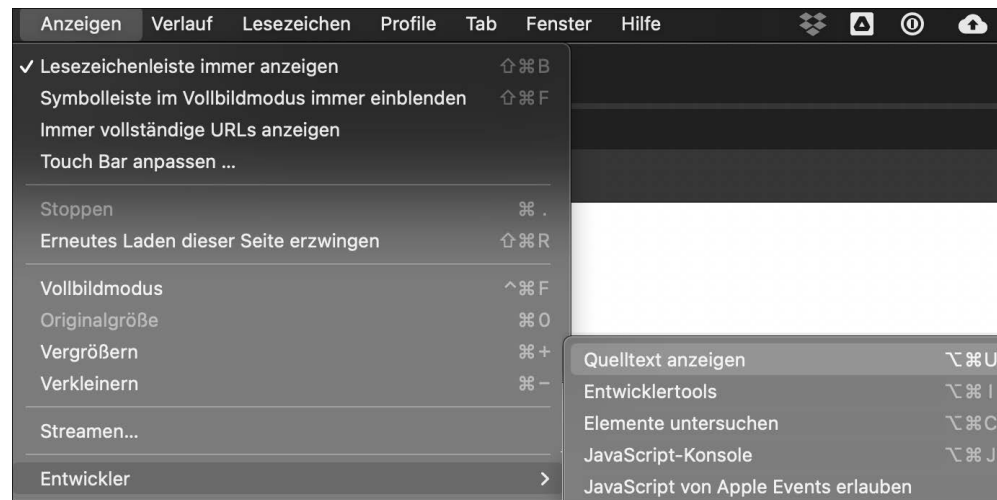 Anzeigen Verlauf Lesezeichen Profile Tab Fenster Hilfe
✓ Lesezeichenleiste immer anzeigen ⇧⌘B
Symbolleiste im Vollbildmodus immer einblenden ⇧⌘F
Immer vollständige URLs anzeigen
Touch Bar anpassen ...
Stoppen ⌘.
Erneutes Laden dieser Seite erzwingen ⇧⌘R
Vollbildmodus ^⌘F
Originalgröße ⌘0
Vergrößern ⌘+
Verkleinern ⌘−
Streamen...
Entwickler >
Quelltext anzeigen ⌥⌘U
Entwicklertools ⌥⌘I
Elemente untersuchen ⌥⌘C
JavaScript-Konsole ⌥⌘J
JavaScript von Apple Events erlauben